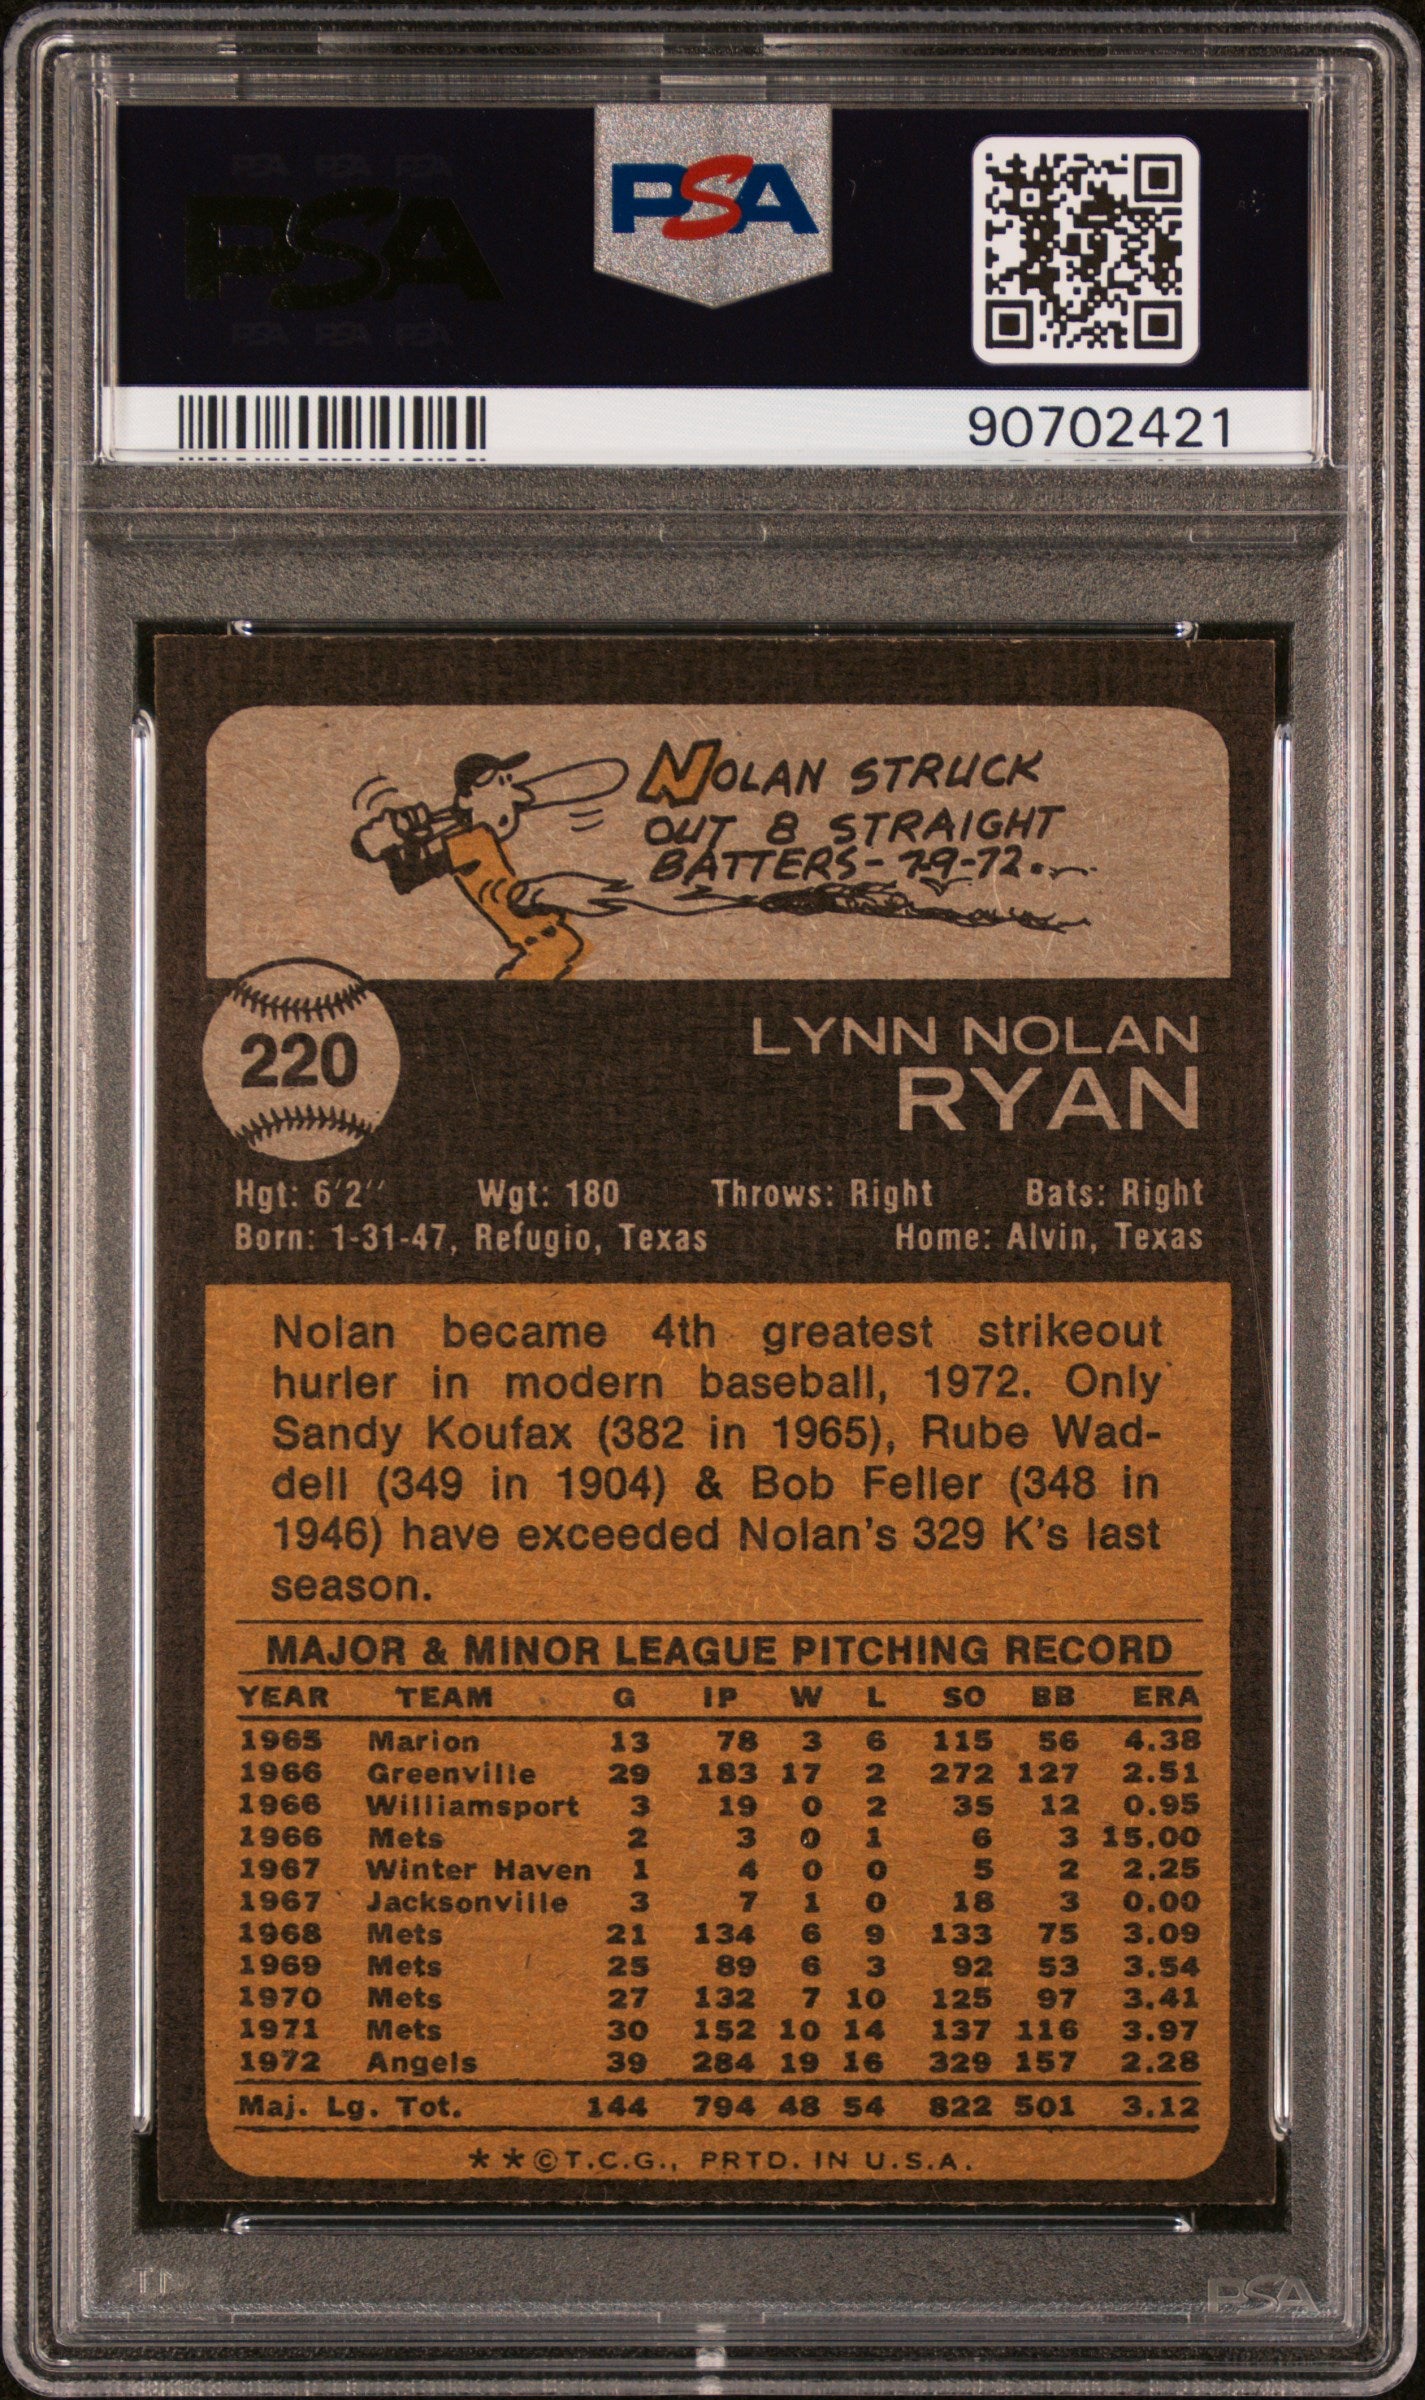 PSA PSA PSA
PSA
PSA PSA PSA
PSA
90702421
NOLAN STRUCK
OUT 8 STRAIGHT
BATTERS-7-9-72.
220
LYNN NOLAN
RYAN
Hgt: 6'2'' Wgt: 180 Throws: Right Bats: Right
Born: 1-31-47, Refugio, Texas Home: Alvin, Texas
Nolan became 4th greatest strikeout
hurler in modern baseball, 1972. Only
Sandy Koufax (382 in 1965), Rube Wad-
dell (349 in 1904) & Bob Feller (348 in
1946) have exceeded Nolan's 329 K's last
season.
MAJOR & MINOR LEAGUE PITCHING RECORD
YEAR TEAM G IP W L SO BB ERA
1965 Marion 13 78 3 6 115 56 4.38
1966 Greenville 29 183 17 2 272 127 2.51
1966 Williamsport 3 19 0 2 35 12 0.95
1966 Mets 2 3 0 1 6 3 15.00
1967 Winter Haven 1 4 0 0 5 2 2.25
1967 Jacksonville 3 7 1 0 18 3 0.00
1968 Mets 21 134 6 9 133 75 3.09
1969 Mets 25 89 6 3 92 53 3.54
1970 Mets 27 132 7 10 125 97 3.41
1971 Mets 30 152 10 14 137 116 3.97
1972 Angels 39 284 19 16 329 157 2.28
Maj. Lg. Tot. 144 794 48 54 822 501 3.12
**©T.C.G., PRTD. IN U.S.A.
PSA